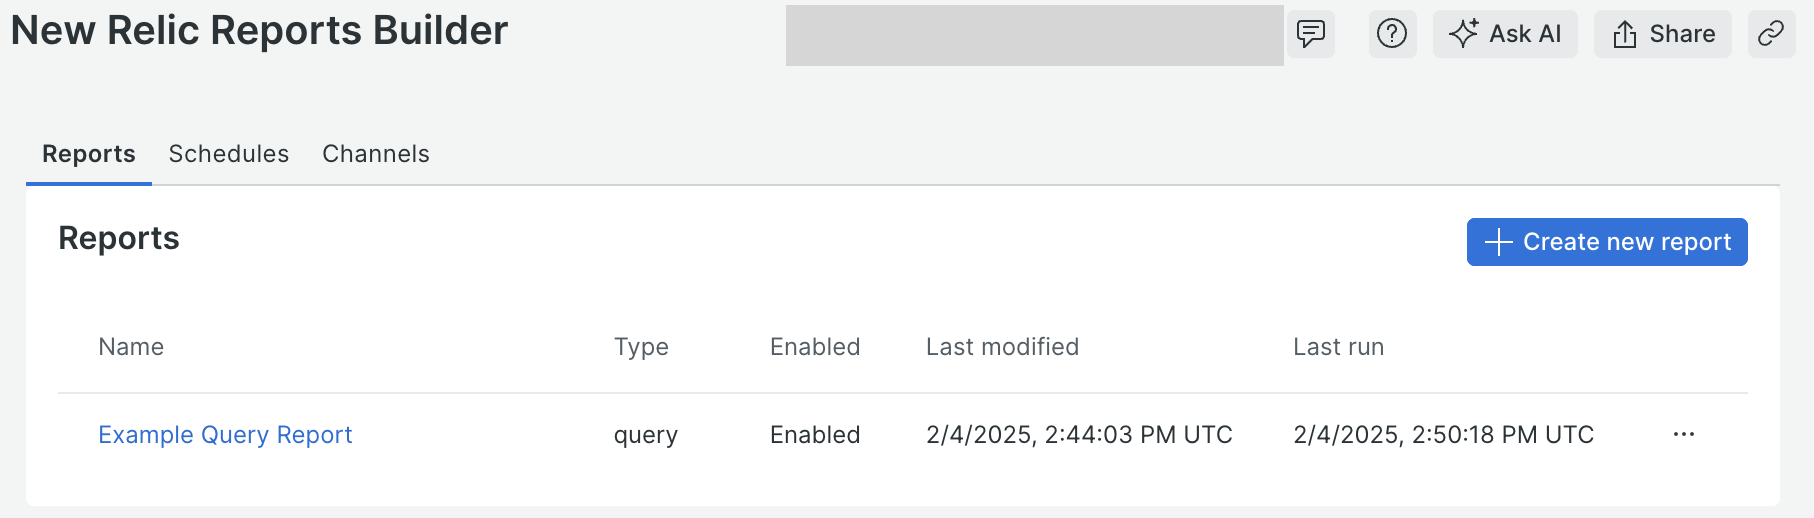 New Relic Reports Builder
Ask AI
Share
Reports Schedules Channels
Reports
Create new report
Name Type Enabled Last modified Last run
Example Query Report query Enabled 2/4/2025, 2:44:03 PM UTC 2/4/2025, 2:50:18 PM UTC ...